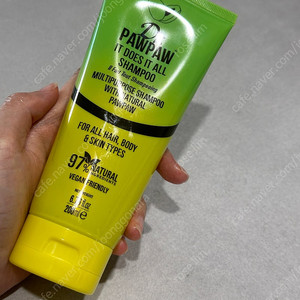 Dr.
PAWPAW
IT DOES IT ALL
SHAMPOO
MULTIPURPOSE SHAMPOO
WITH NATURAL
PAWPAW
FOR ALL HAIR, BODY
& SKIN TYPES
97% NATURAL
VEGAN FRIENDLY
200ml e